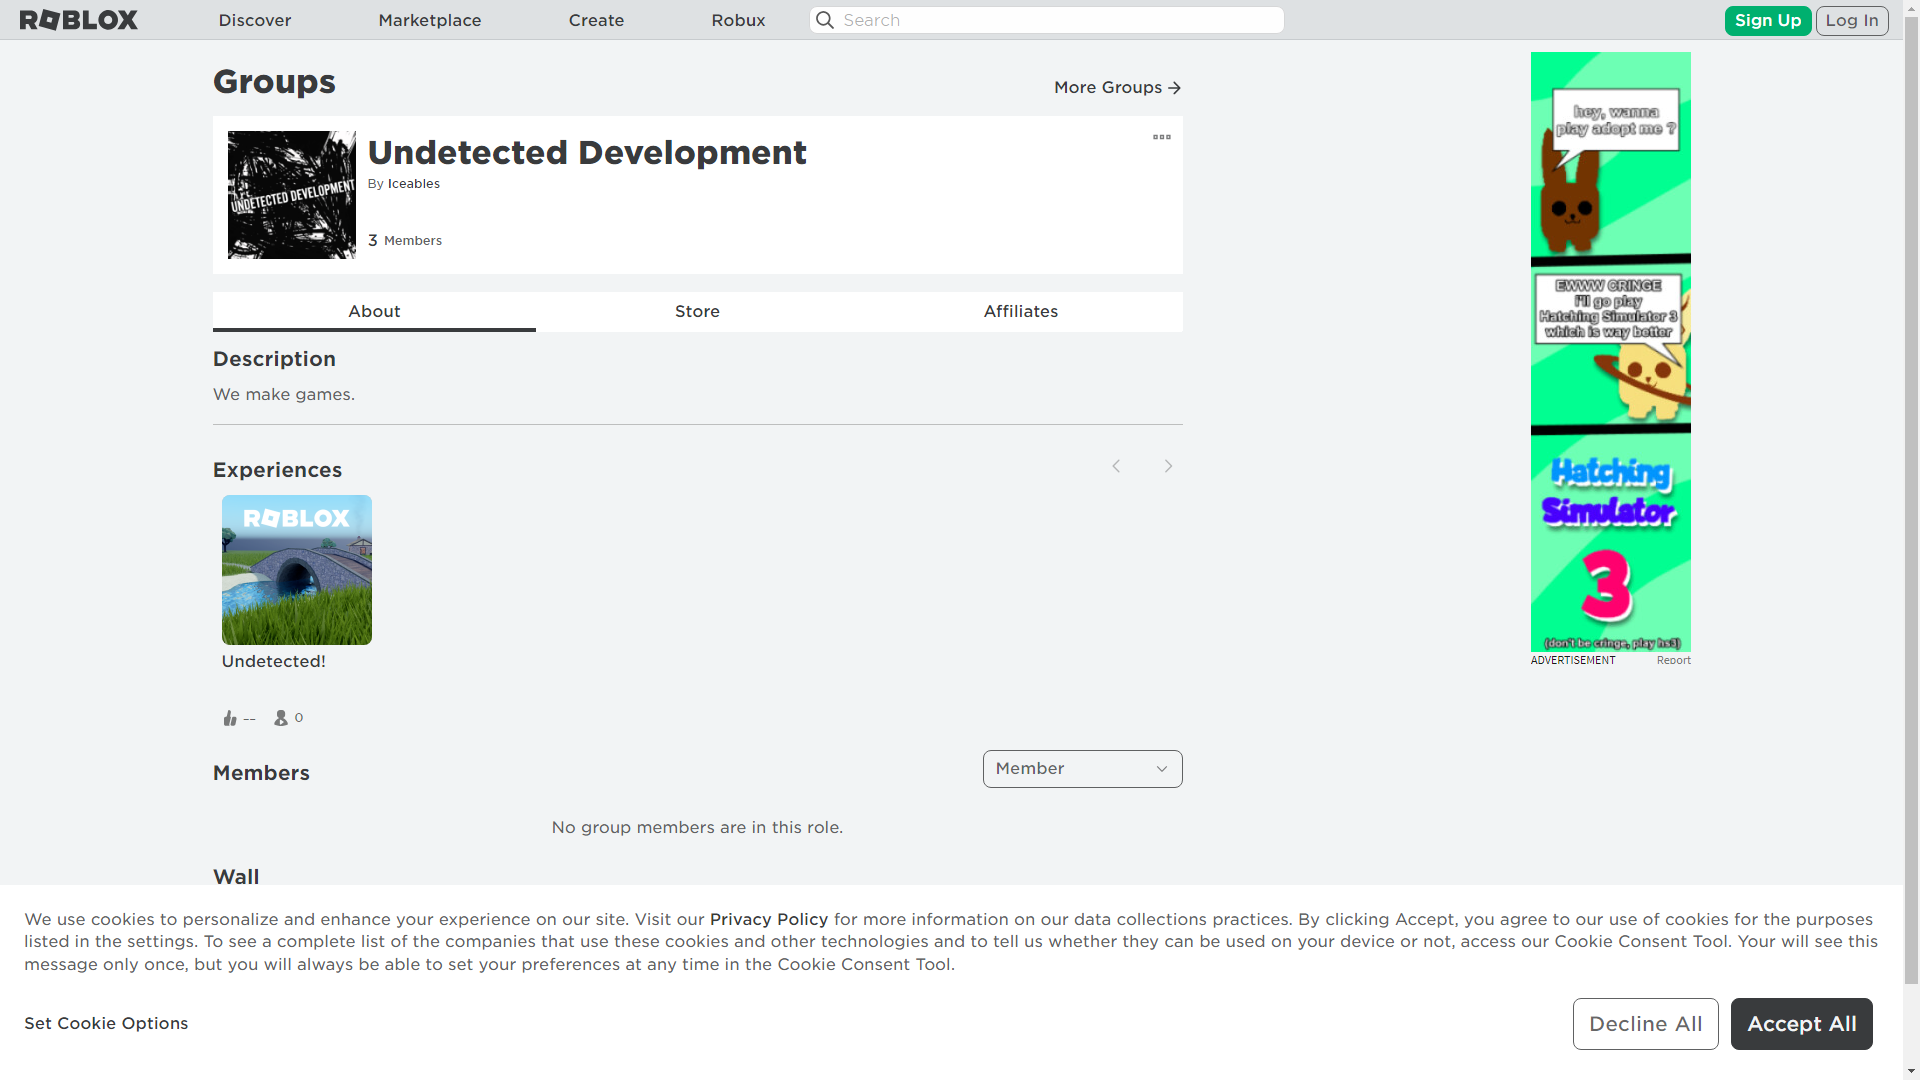 ROBLOX
Discover
Marketplace
Create
Robux
Search
Sign Up
Log In
Groups
More Groups
UNDETECTED DEVELOPMENT
Undetected Development
By Iceables
3 Members
About
Store
Affiliates
Description
We make games.
Experiences
ROBLOX
Undetected!
--
0
Members
Member
No group members are in this role.
Wall
hey, wanna
play adopt me ?
EWWW CRINGE
I'll go play
Hatching Simulator 3
which is way better
Hatching
Simulator
3
(don't be cringe, play hs3)
ADVERTISEMENT
Report
We use cookies to personalize and enhance your experience on our site. Visit our Privacy Policy for more information on our data collections practices. By clicking Accept, you agree to our use of cookies for the purposes
listed in the settings. To see a complete list of the companies that use these cookies and other technologies and to tell us whether they can be used on your device or not, access our Cookie Consent Tool. Your will see this
message only once, but you will always be able to set your preferences at any time in the Cookie Consent Tool.
Set Cookie Options
Decline All
Accept All